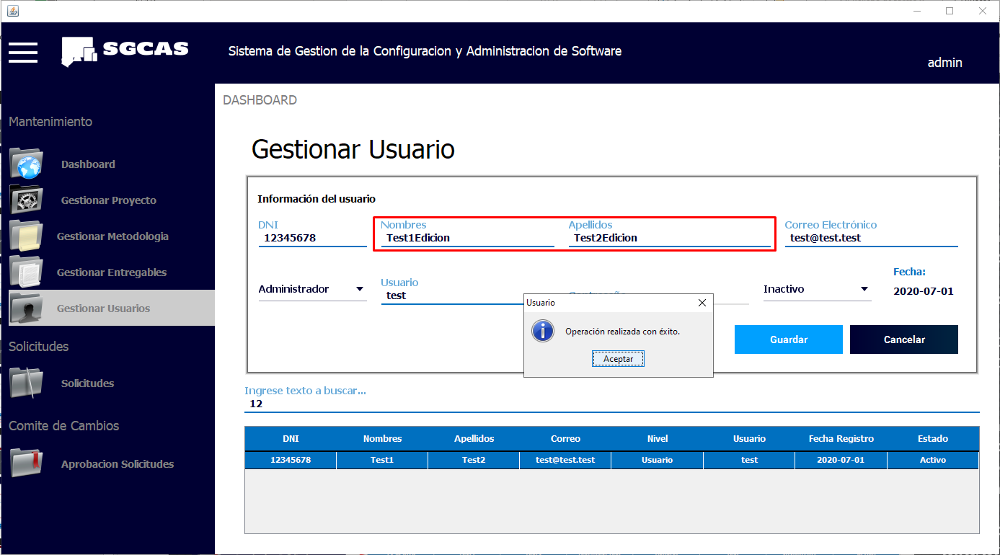 SGCAS
Sistema de Gestion de la Configuracion y Administracion de Software
admin
DASHBOARD
Mantenimiento
Dashboard
Gestionar Proyecto
Gestionar Metodologia
Gestionar Entregables
Gestionar Usuarios
Solicitudes
Solicitudes
Comite de Cambios
Aprobacion Solicitudes
Gestionar Usuario
Información del usuario
DNI Nombres Apellidos Correo Electrónico
12345678 Test1Edicion Test2Edicion test@test.test
Administrador
Usuario
test
Inactivo
Fecha:
2020-07-01
Usuario
Operación realizada con éxito.
Aceptar
Guardar Cancelar
Ingrese texto a buscar...
12
DNI Nombres Apellidos Correo Nivel Usuario Fecha Registro Estado
12345678 Test1 Test2 test@test.test Usuario test 2020-07-01 Activo